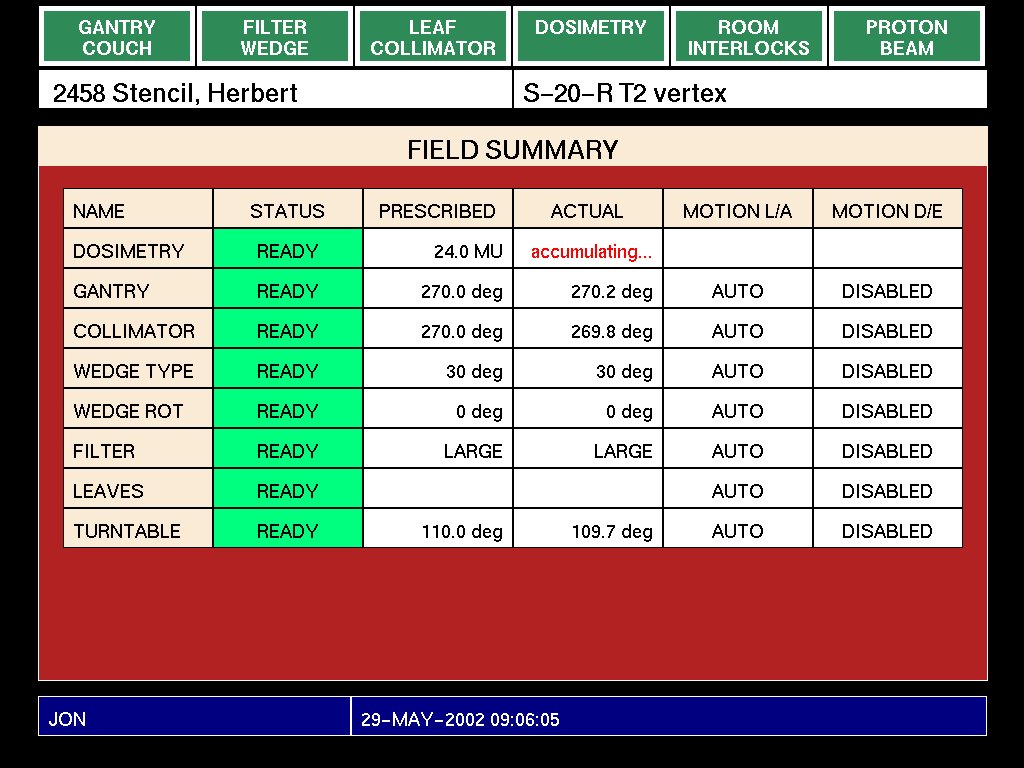 GANTRY COUCH FILTER WEDGE LEAF COLLIMATOR DOSIMETRY ROOM INTERLOCKS PROTON BEAM
2458 Stencil, Herbert S-20-R T2 vertex
FIELD SUMMARY
NAME STATUS PRESCRIBED ACTUAL MOTION L/A MOTION D/E
DOSIMETRY READY 24.0 MU accumulating...
GANTRY READY 270.0 deg 270.2 deg AUTO DISABLED
COLLIMATOR READY 270.0 deg 269.8 deg AUTO DISABLED
WEDGE TYPE READY 30 deg 30 deg AUTO DISABLED
WEDGE ROT READY 0 deg 0 deg AUTO DISABLED
FILTER READY LARGE LARGE AUTO DISABLED
LEAVES READY AUTO DISABLED
TURNTABLE READY 110.0 deg 109.7 deg AUTO DISABLED
JON 29-MAY-2002 09:06:05